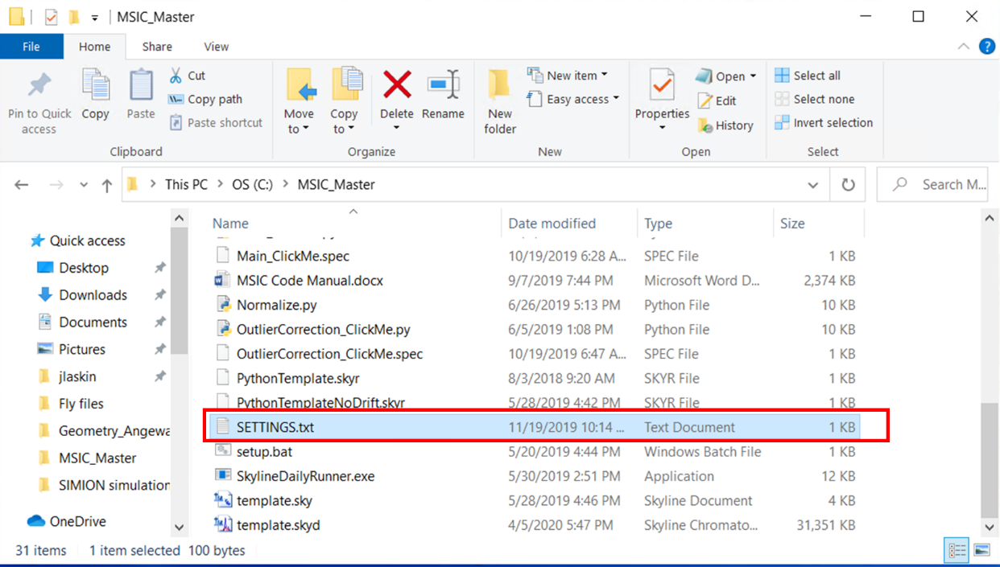 MSIC_Master
File Home Share View
Pin to Quick access
Copy
Paste
Cut
Copy path
Paste shortcut
Clipboard
Move to
Copy to
Delete
Rename
Organize
New folder
New item
Easy access
New
Properties
Open
Edit
History
Open
Select all
Select none
Invert selection
Select
This PC > OS (C:) > MSIC_Master
Search M...
Quick access
Desktop
Downloads
Documents
Pictures
jlaskin
Fly files
Geometry_Angewa
MSIC_Master
SIMION simulation
OneDrive
Name Date modified Type Size
Main_ClickMe.spec 10/19/2019 6:28 A... SPEC File 1 KB
MSIC Code Manual.docx 9/7/2019 7:44 PM Microsoft Word D... 2,374 KB
Normalize.py 6/26/2019 5:13 PM Python File 10 KB
OutlierCorrection_ClickMe.py 6/5/2019 1:08 PM Python File 10 KB
OutlierCorrection_ClickMe.spec 10/19/2019 6:47 A... SPEC File 1 KB
PythonTemplate.skyr 8/3/2018 9:20 AM SKYR File 1 KB
PythonTemplateNoDrift.skyr 5/28/2019 4:42 PM SKYR File 1 KB
SETTINGS.txt 11/19/2019 10:14 ... Text Document 1 KB
setup.bat 5/20/2019 4:44 PM Windows Batch File 1 KB
SkylineDailyRunner.exe 5/30/2019 2:51 PM Application 12 KB
template.sky 5/28/2019 4:46 PM Skyline Document 4 KB
template.skyd 4/5/2020 5:47 PM Skyline Chromato... 31,351 KB
31 items 1 item selected 100 bytes